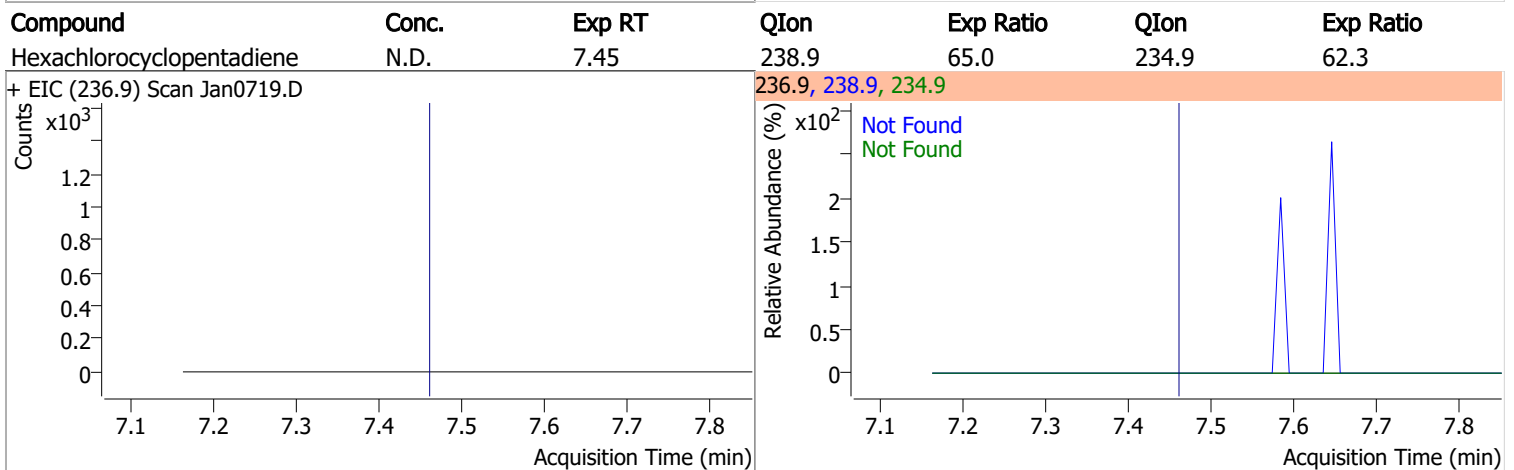 Compound Conc. Exp RT QIon Exp Ratio QIon Exp Ratio
Hexachlorocyclopentadiene N.D. 7.45 238.9 65.0 234.9 62.3
+ EIC (236.9) Scan Jan0719.D
Counts
x10³
1.2
1
0.8
0.6
0.4
0.2
0
7.1 7.2 7.3 7.4 7.5 7.6 7.7 7.8
Acquisition Time (min)
236.9, 238.9, 234.9
Relative Abundance (%)
x10²
Not Found
Not Found
2
1.5
1
0.5
0
7.1 7.2 7.3 7.4 7.5 7.6 7.7 7.8
Acquisition Time (min)